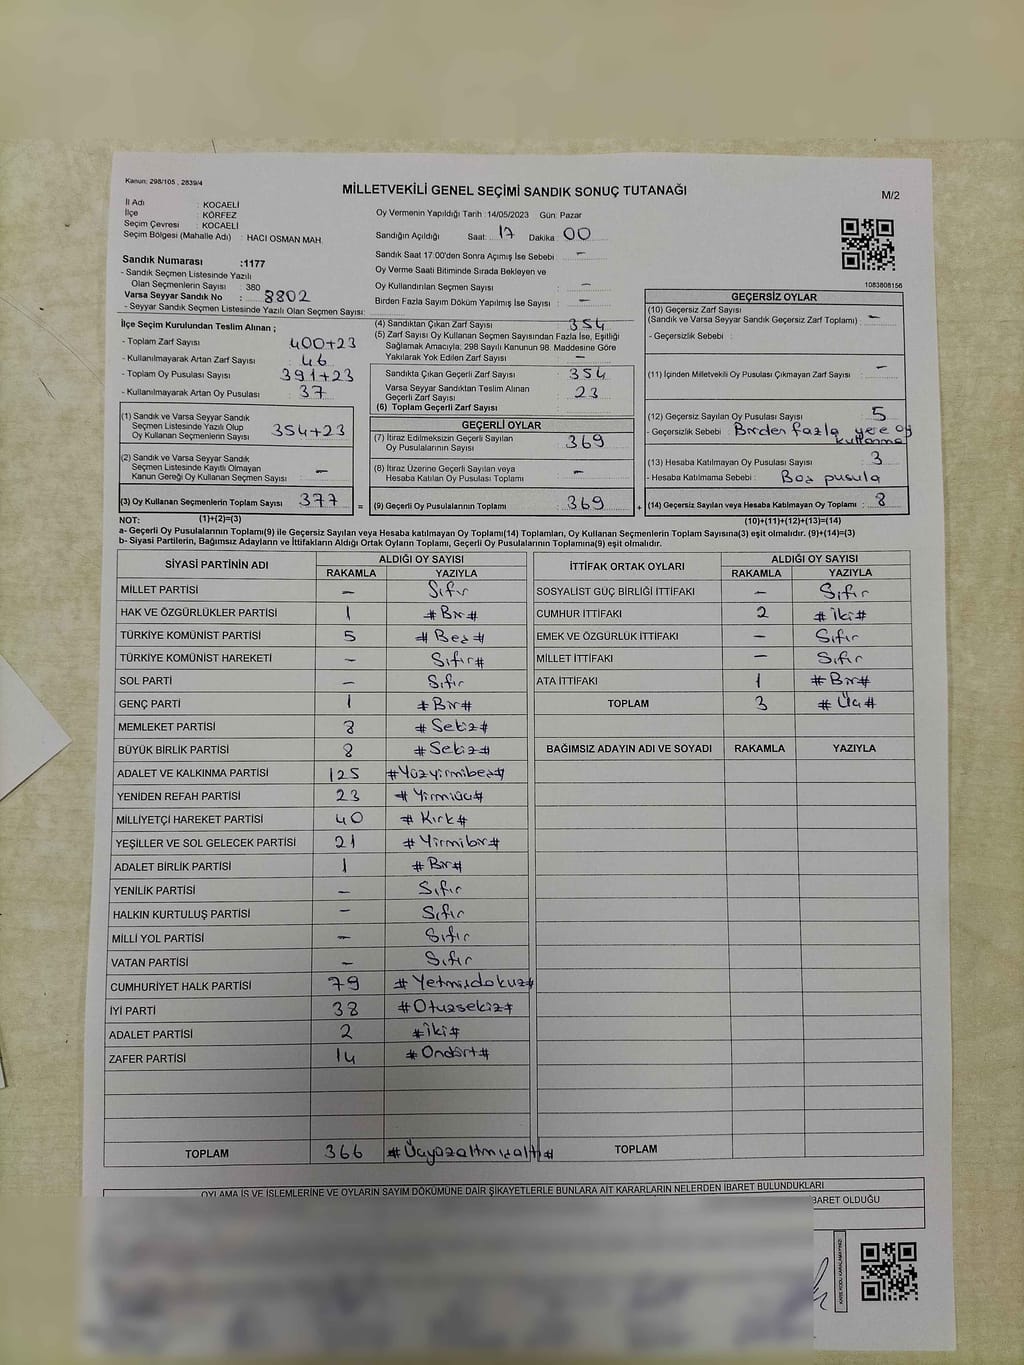 Kanun: 298/105 , 2839/4
MİLLETVEKİLİ GENEL SEÇİMİ SANDIK SONUÇ TUTANAĞI
M/2
İl Adı : KOCAELİ
İlçe : KÖRFEZ
Seçim Çevresi : KOCAELİ
Seçim Bölgesi (Mahalle Adı) : HACI OSMAN MAH.
Sandık Numarası :1177
- Sandık Seçmen Listesinde Yazılı
Olan Seçmenlerin Sayısı : 380
Varsa Seyyar Sandık No : 8802
- Seyyar Sandık Seçmen Listesinde Yazılı Olan Seçmen Sayısı:
İlçe Seçim Kurulundan Teslim Alınan ;
- Toplam Zarf Sayısı : 400+23
- Kullanılmayarak Artan Zarf Sayısı : 46
- Toplam Oy Pusulası Sayısı : 391+23
- Kullanılmayarak Artan Oy Pusulası : 37
(1) Sandık ve Varsa Seyyar Sandık
Seçmen Listesinde Yazılı Olup
Oy Kullanan Seçmenlerin Sayısı 354+23
(2) Sandık ve Varsa Seyyar Sandık
Seçmen Listesinde Kayıtlı Olmayan
Kanun Gereği Oy Kullanan Seçmen Sayısı : –
(3) Oy Kullanan Seçmenlerin Toplam Sayısı 377
(1)+(2)=(3)
Oy Vermenin Yapıldığı Tarih :14/05/2023 Gün: Pazar
Sandığın Açıldığı Saat: 17 Dakika 00
Sandık Saat 17:00'den Sonra Açımış İse Sebebi : –
Oy Verme Saati Bitiminde Sırada Bekleyen ve
Oy Kullandırılan Seçmen Sayısı : –
Birden Fazla Sayım Döküm Yapılmış İse Sayısı : –
(4) Sandıktan Çıkan Zarf Sayısı : 354
(5) Zarf Sayısı Oy Kullanan Seçmen Sayısından Fazla İse, Eşitliği
Sağlamak Amacıyla; 298 Sayılı Kanunun 98. Maddesine Göre
Yakılarak Yok Edilen Zarf Sayısı : –
Sandıkta Çıkan Geçerli Zarf Sayısı : 354
Varsa Seyyar Sandıktan Teslim Alınan
Geçerli Zarf Sayısı : 23
(6) Toplam Geçerli Zarf Sayısı :
GEÇERLİ OYLAR
(7) İtiraz Edilmeksizin Geçerli Sayılan
Oy Pusulası Sayısı : 369
(8) İtiraz Üzerine Geçerli Sayılan veya
Hesaba Katılan Oy Pusulası Toplamı : –
= (9) Geçerli Oy Pusulalarının Toplamı : 369 +
1083808156
GEÇERSİZ OYLAR
(10) Geçersiz Zarf Sayısı
(Sandık ve Varsa Seyyar Sandık Geçersiz Zarf Toplamı) : –
- Geçersizlik Sebebi :
(11) İçinden Milletvekili Oy Pusulası Çıkmayan Zarf Sayısı : –
(12) Geçersiz Sayılan Oy Pusulası Sayısı : 5
- Geçersizlik Sebebi : Birden fazla yere oy
kullanma
(13) Hesaba Katılmayan Oy Pusulası Sayısı : 3
- Hesaba Katılmama Sebebi : Boş pusula
(14) Geçersiz Sayılan veya Hesaba Katılmayan Oy Toplamı : 8
(10)+(11)+(12)+(13)=(14)
NOT:
a- Geçerli Oy Pusulalarının Toplamı(9) ile Geçersiz Sayılan veya Hesaba Katılmayan Oy Toplamı(14) Toplamları, Oy Kullanan Seçmenlerin Toplam Sayısına(3) eşit olmalıdır. (9)+(14)=(3)
b- Siyasi Partilerin, Bağımsız Adayların ve İttifakların Aldığı Ortak Oyların Toplamı, Geçerli Oy Pusulalarının Toplamına(9) eşit olmalıdır.
SİYASİ PARTİNİN ADI ALDIĞI OY SAYISI
RAKAMLA YAZIYLA
MİLLET PARTİSİ – Sıfır
HAK VE ÖZGÜRLÜKLER PARTİSİ 1 #Bir#
TÜRKİYE KOMÜNİST PARTİSİ 5 #Beş#
TÜRKİYE KOMÜNİST HAREKETİ – Sıfır#
SOL PARTİ – Sıfır
GENÇ PARTİ 1 #Bir#
MEMLEKET PARTİSİ 8 #Sekiz#
BÜYÜK BİRLİK PARTİSİ 8 #Sekiz#
ADALET VE KALKINMA PARTİSİ 125 #Yüzyirmibeş#
YENİDEN REFAH PARTİSİ 23 #Yirmiüç#
MİLLİYETÇİ HAREKET PARTİSİ 40 #Kırk#
YEŞİLLER VE SOL GELECEK PARTİSİ 21 #Yirmibir#
ADALET BİRLİK PARTİSİ 1 #Bir#
YENİLİK PARTİSİ – Sıfır
HALKIN KURTULUŞ PARTİSİ – Sıfır
MİLLİ YOL PARTİSİ – Sıfır
VATAN PARTİSİ – Sıfır
CUMHURİYET HALK PARTİSİ 79 #Yetmişdokuz#
İYİ PARTİ 38 #Otuzsekiz#
ADALET PARTİSİ 2 #İki#
ZAFER PARTİSİ 14 #Ondört#
TOPLAM 366 #Üçyüzaltmışaltı#
İTTİFAK ORTAK OYLARI ALDIĞI OY SAYISI
RAKAMLA YAZIYLA
SOSYALİST GÜÇ BİRLİĞİ İTTİFAKI – Sıfır
CUMHUR İTTİFAKI 2 #İki#
EMEK VE ÖZGÜRLÜK İTTİFAKI – Sıfır
MİLLET İTTİFAKI – Sıfır
ATA İTTİFAKI 1 #Bir#
TOPLAM 3 #Üç#
BAĞIMSIZ ADAYIN ADI VE SOYADI RAKAMLA YAZIYLA
TOPLAM
OYLAMA İŞ VE İŞLEMLERİNE VE OYLARIN SAYIM DÖKÜMÜNE DAİR ŞİKAYETLERLE BUNLARA AİT KARARLARIN NELERDEN İBARET BULUNDUKLARI
BARET OLDUĞU